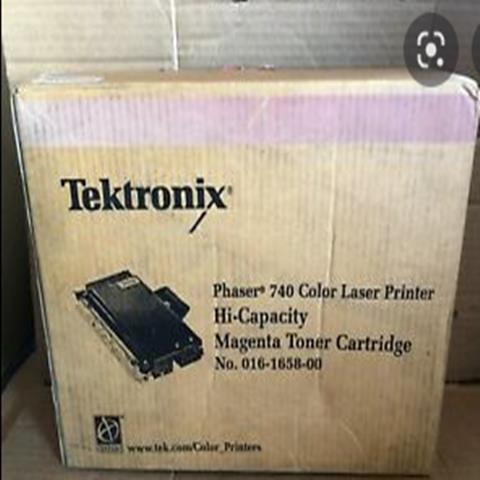 Tektronix®
Phaser® 740 Color Laser Printer
Hi-Capacity
Magenta Toner Cartridge
No. 016-1658-00
www.tek.com/Color_Printers